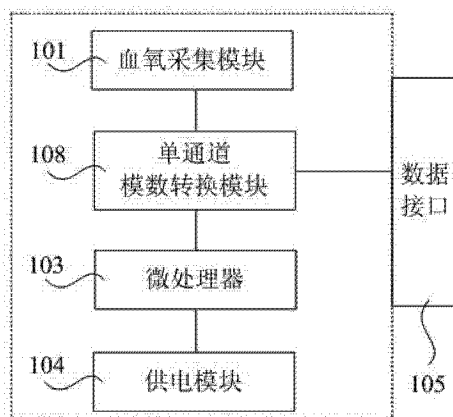 101
血氧采集模块
108
单通道
模数转换模块
数据
接口
103
微处理器
104
供电模块
105